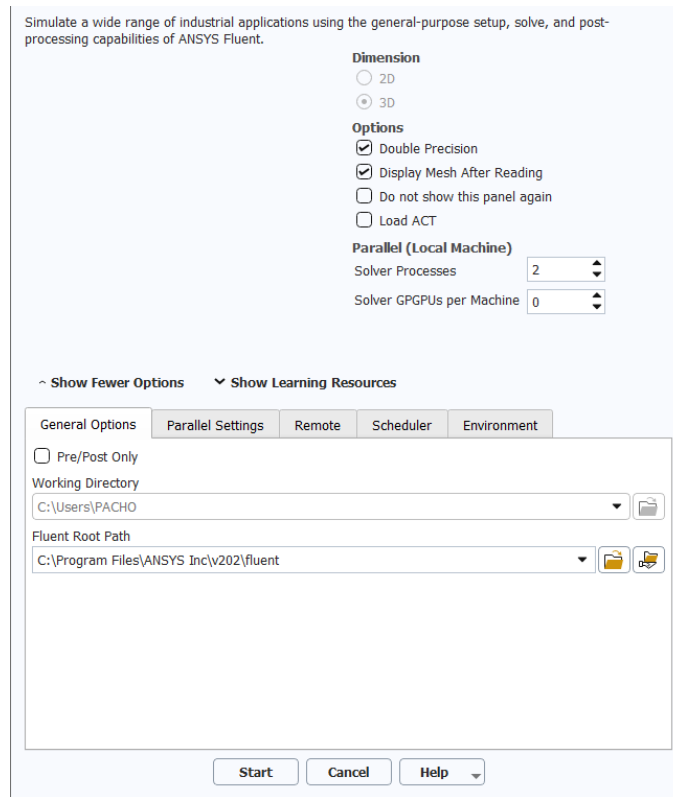 Simulate a wide range of industrial applications using the general-purpose setup, solve, and post-
processing capabilities of ANSYS Fluent.
Dimension
2D
3D
Options
Double Precision
Display Mesh After Reading
Do not show this panel again
Load ACT
Parallel (Local Machine)
Solver Processes 2
Solver GPGPUs per Machine 0
Show Fewer Options Show Learning Resources
General Options Parallel Settings Remote Scheduler Environment
Pre/Post Only
Working Directory
C:\Users\PACHO
Fluent Root Path
C:\Program Files\ANSYS Inc\v202\fluent
Start Cancel Help